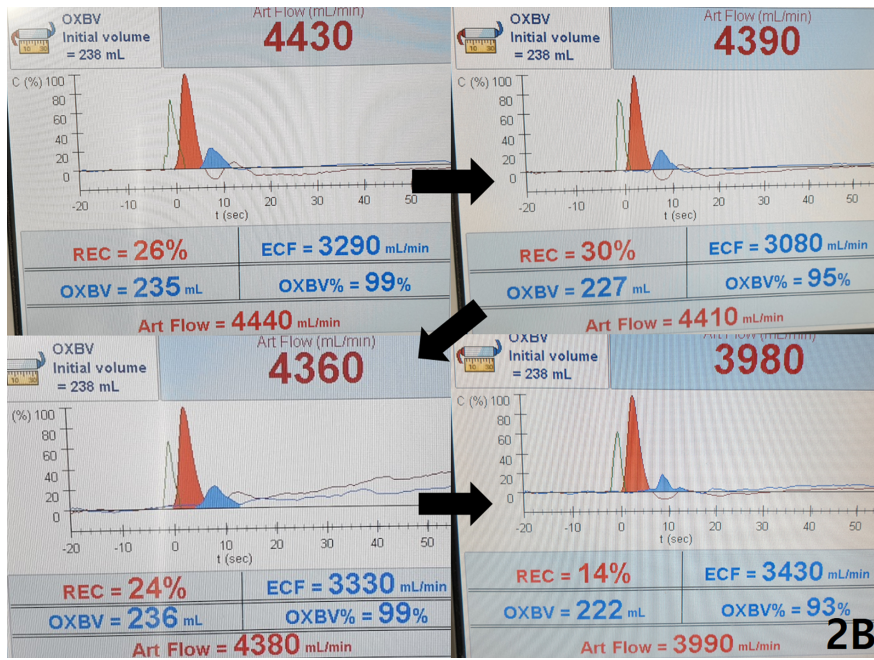 OXBV
Initial volume
= 238 mL
Art Flow (mL/min)
4430
C (%) 100
80
60
40
20
0
-20 -10 0 10 20 30 40 50
t (sec)
REC = 26% ECF = 3290 mL/min
OXBV = 235 mL OXBV% = 99%
Art Flow = 4440 mL/min
OXBV
Initial volume
= 238 mL
Art Flow (mL/min)
4390
C (%) 100
80
60
40
20
0
-20 -10 0 10 20 30 40 50
t (sec)
REC = 30% ECF = 3080 mL/min
OXBV = 227 mL OXBV% = 95%
Art Flow = 4410 mL/min
OXBV
Initial volume
= 238 mL
Art Flow (mL/min)
4360
(%) 100
80
60
40
20
0
-20 -10 0 10 20 30 40 50
t (sec)
REC = 24% ECF = 3330 mL/min
OXBV = 236 mL OXBV% = 99%
Art Flow = 4380 mL/min
OXBV
Initial volume
= 238 mL
Art Flow (mL/min)
3980
C (%) 100
80
60
40
20
0
-20 -10 0 10 20 30 40 50
t (sec)
REC = 14% ECF = 3430 mL/min
OXBV = 222 mL OXBV% = 93%
Art Flow = 3990 mL/min
2B